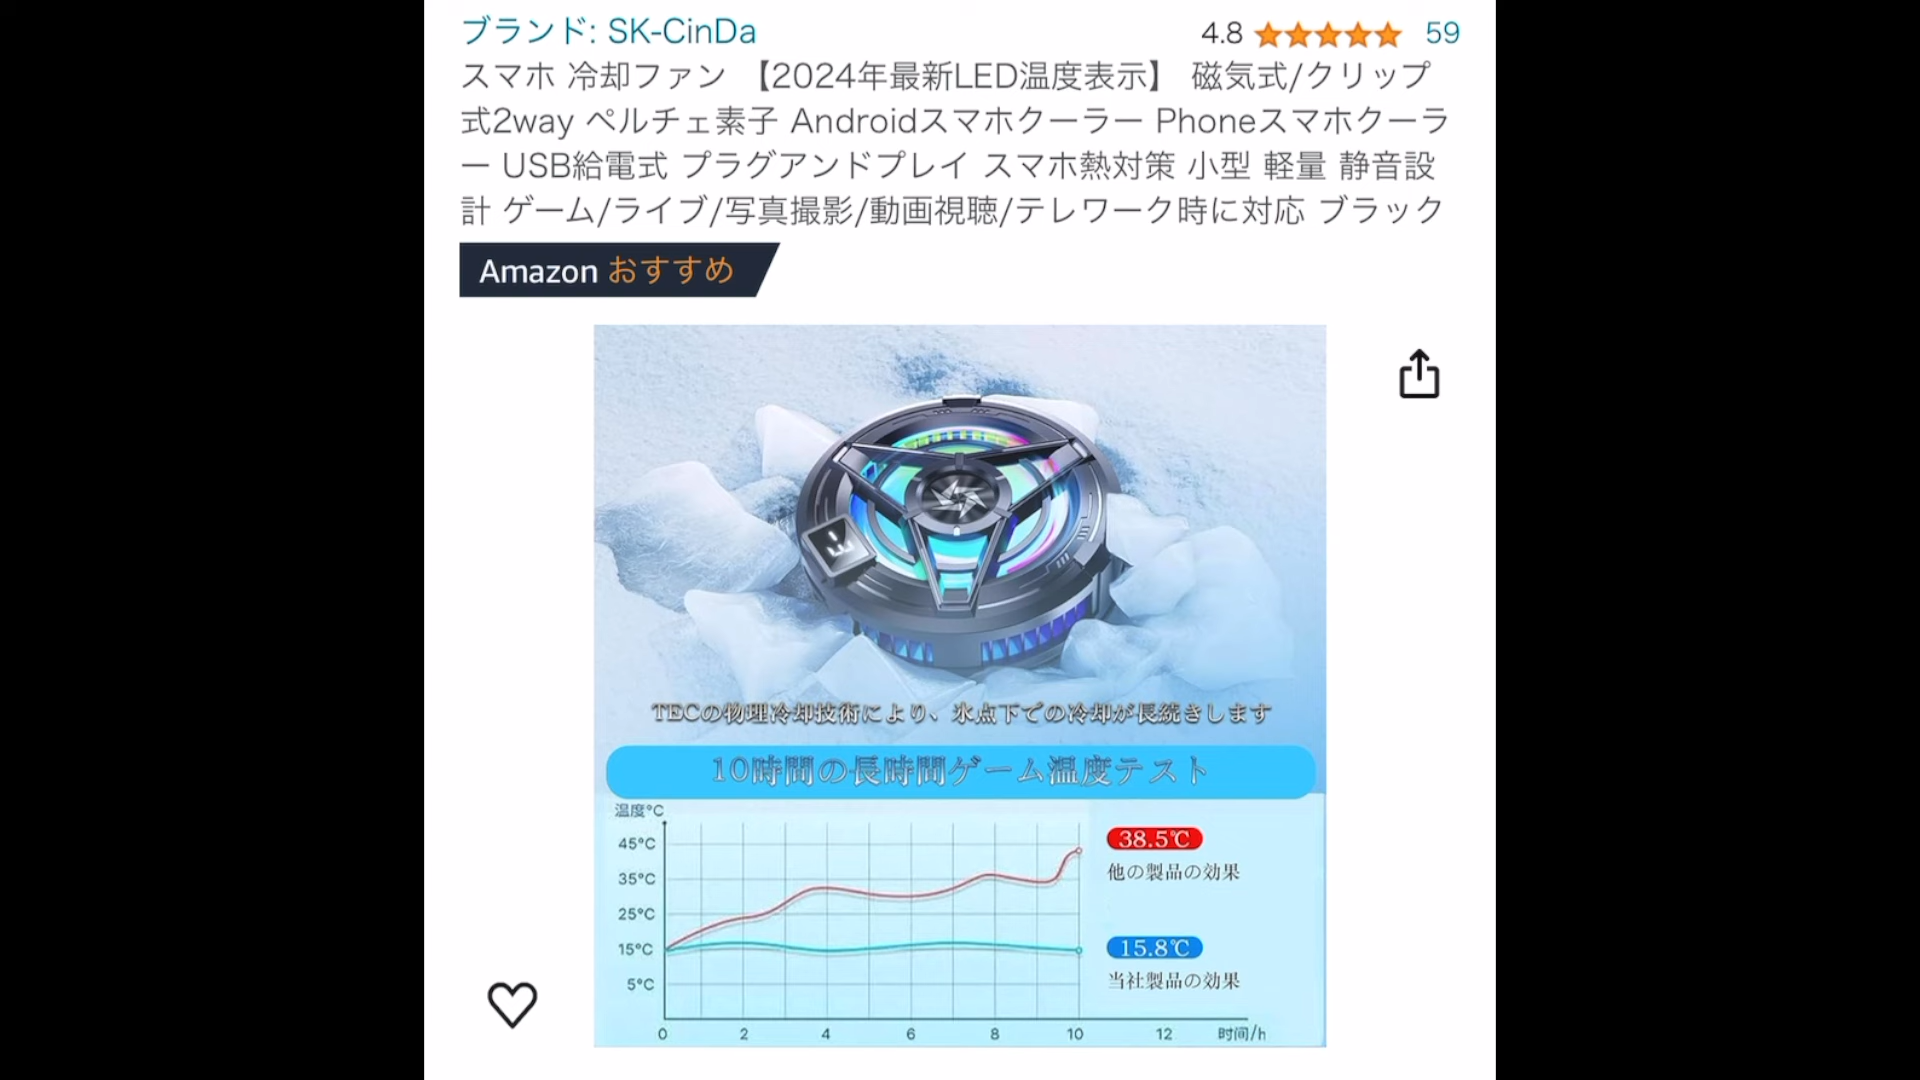 ブランド: SK-CinDa
4.8 59
スマホ 冷却ファン 【2024年最新LED温度表示】 磁気式/クリップ
式2way ペルチェ素子 Androidスマホクーラー Phoneスマホクーラ
ー USB給電式 プラグアンドプレイ スマホ熱対策 小型 軽量 静音設
計 ゲーム/ライブ/写真撮影/動画視聴/テレワーク時に対応 ブラック
Amazon おすすめ
TECの物理冷却技術により、氷点下での冷却が長続きします
10時間の長時間ゲーム温度テスト
温度°C
45°C
35°C
25°C
15°C
5°C
0 2 4 6 8 10 12 时间/h
38.5℃
他の製品の効果
15.8℃
当社製品の効果